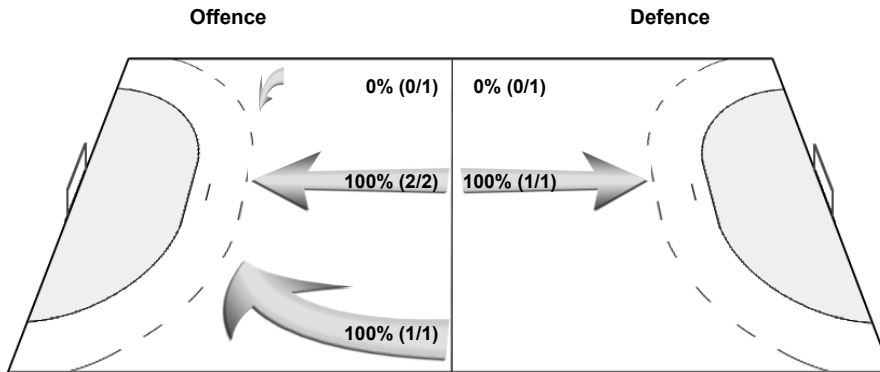 Offence
Defence
0% (0/1)
0% (0/1)
100% (2/2)
100% (1/1)
100% (1/1)